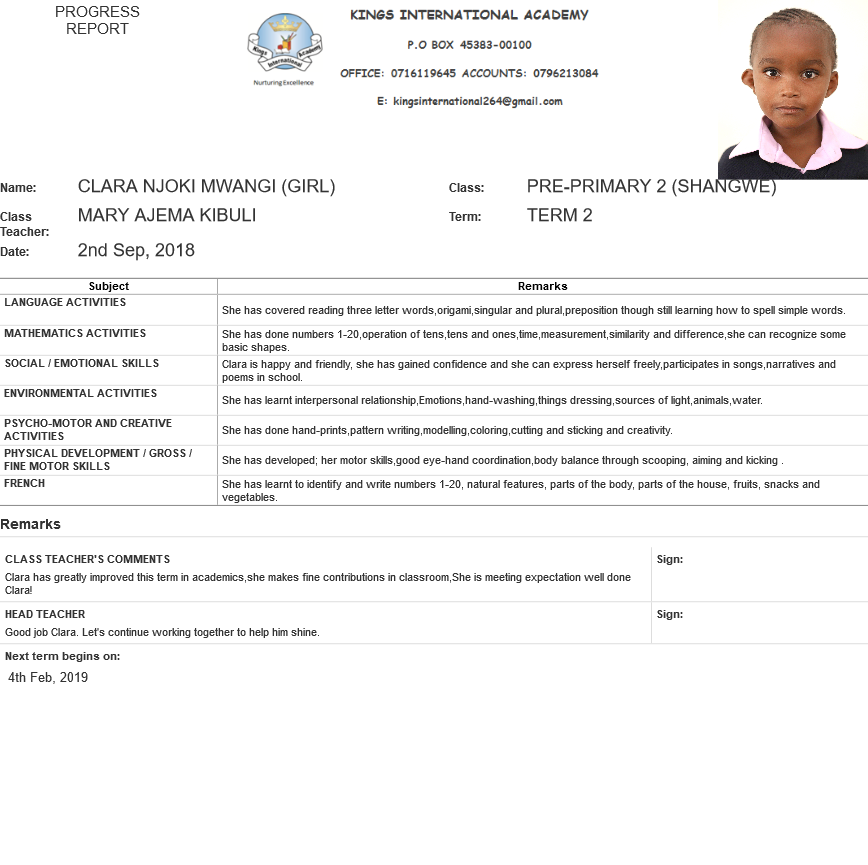 PROGRESS
REPORT
Kings Academy
International
Nurturing Excellence
KINGS INTERNATIONAL ACADEMY
P.O BOX 45383-00100
OFFICE: 0716119645 ACCOUNTS: 0796213084
E: kingsinternational264@gmail.com
Name: CLARA NJOKI MWANGI (GIRL) Class: PRE-PRIMARY 2 (SHANGWE)
Class Teacher: MARY AJEMA KIBULI Term: TERM 2
Date: 2nd Sep, 2018
Subject Remarks
LANGUAGE ACTIVITIES
She has covered reading three letter words,origami,singular and plural,preposition though still learning how to spell simple words.
MATHEMATICS ACTIVITIES
She has done numbers 1-20,operation of tens,tens and ones,time,measurement,similarity and difference,she can recognize some
basic shapes.
SOCIAL / EMOTIONAL SKILLS
Clara is happy and friendly, she has gained confidence and she can express herself freely,participates in songs,narratives and
poems in school.
ENVIRONMENTAL ACTIVITIES
She has learnt interpersonal relationship,Emotions,hand-washing,things dressing,sources of light,animals,water.
PSYCHO-MOTOR AND CREATIVE
ACTIVITIES
She has done hand-prints,pattern writing,modelling,coloring,cutting and sticking and creativity.
PHYSICAL DEVELOPMENT / GROSS /
FINE MOTOR SKILLS
She has developed; her motor skills,good eye-hand coordination,body balance through scooping, aiming and kicking .
FRENCH
She has learnt to identify and write numbers 1-20, natural features, parts of the body, parts of the house, fruits, snacks and
vegetables.
Remarks
CLASS TEACHER'S COMMENTS Sign:
Clara has greatly improved this term in academics,she makes fine contributions in classroom,She is meeting expectation well done
Clara!
HEAD TEACHER Sign:
Good job Clara. Let's continue working together to help him shine.
Next term begins on:
4th Feb, 2019